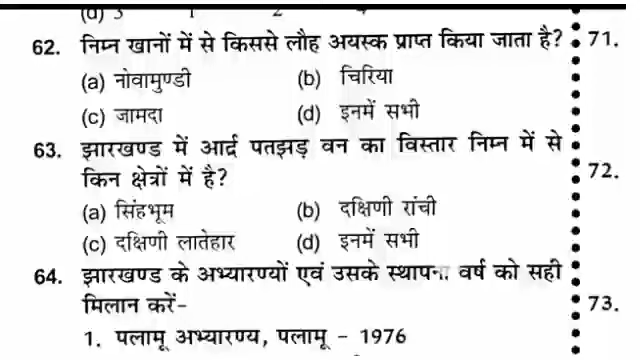 62. निम्न खानों में से किससे लौह अयस्क प्राप्त किया जाता है?
(a) नोवामुण्डी (b) चिरिया
(c) जामदा (d) इनमें सभी
63. झारखण्ड में आर्द्र पतझड़ वन का विस्तार निम्न में से
किन क्षेत्रों में है?
(a) सिंहभूम (b) दक्षिणी रांची
(c) दक्षिणी लातेहार (d) इनमें सभी
64. झारखण्ड के अभ्यारण्यों एवं उसके स्थापना वर्ष को सही
मिलान करें-
1. पलामू अभ्यारण्य, पलामू - 1976
71.
72.
73.